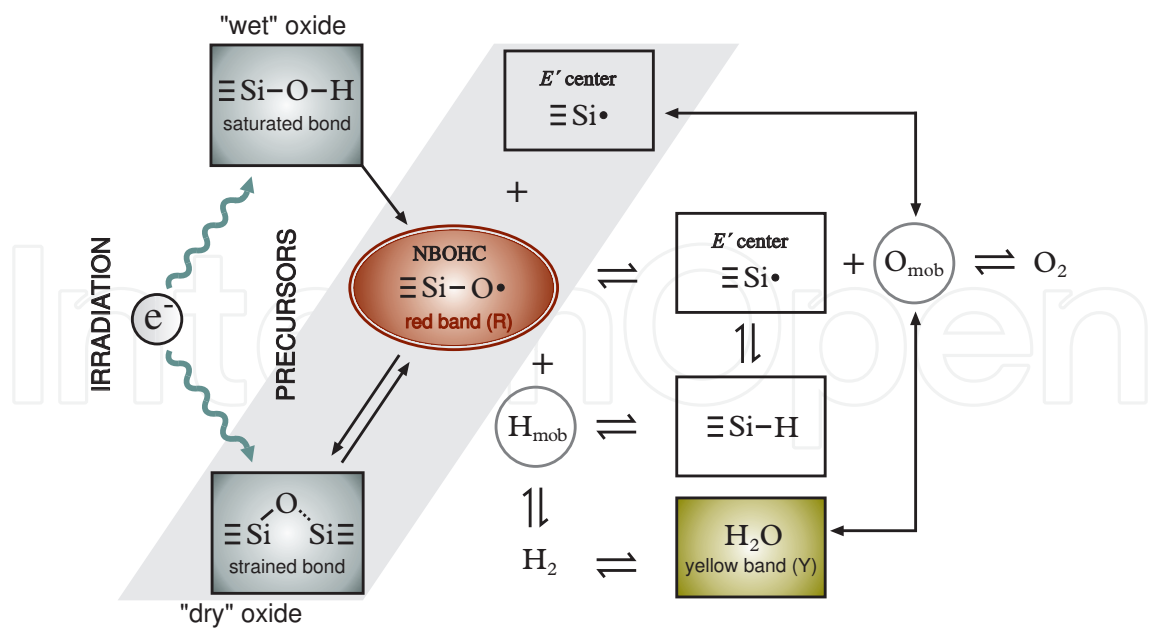 "wet" oxide
≡Si–O–H
saturated bond
E′ center
≡Si•
+
IRRADIATION
e⁻
PRECURSORS
NBOHC
≡Si–O•
red band (R)
⇌
E′ center
≡Si•
+
O_mob
⇌
O₂
+
⇌
H_mob
⇌
≡Si–H
O
≡Si Si≡
strained bond
"dry" oxide
⇌
H₂
⇌
H₂O
yellow band (Y)
IntechOpen